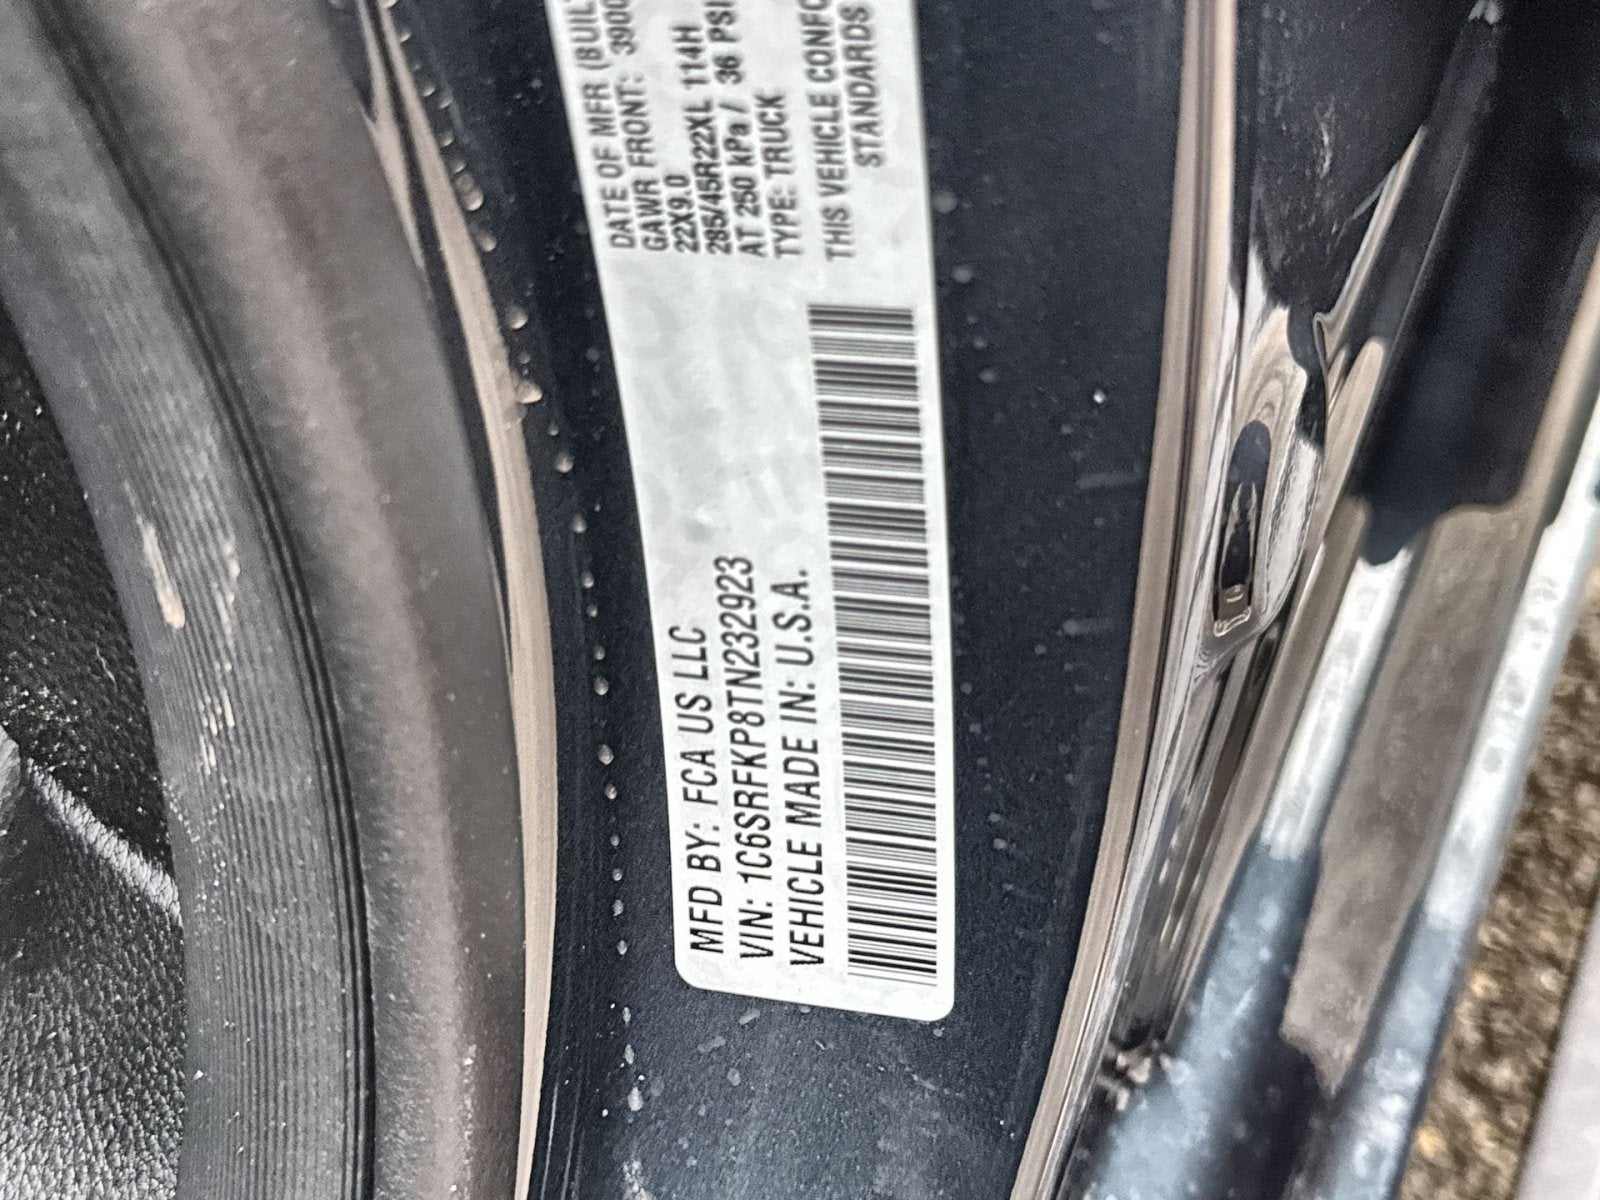 MFD BY: FCA US LLC
VIN: 1C6SRFKP8TN232923
VEHICLE MADE IN: U.S.A.
DATE OF MFR (BUIL
GAWR FRONT: 3900
22X9.0
285/45R22XL 114H
AT 250 kPa / 36 PSI
TYPE: TRUCK
THIS VEHICLE CONFO
STANDARDS